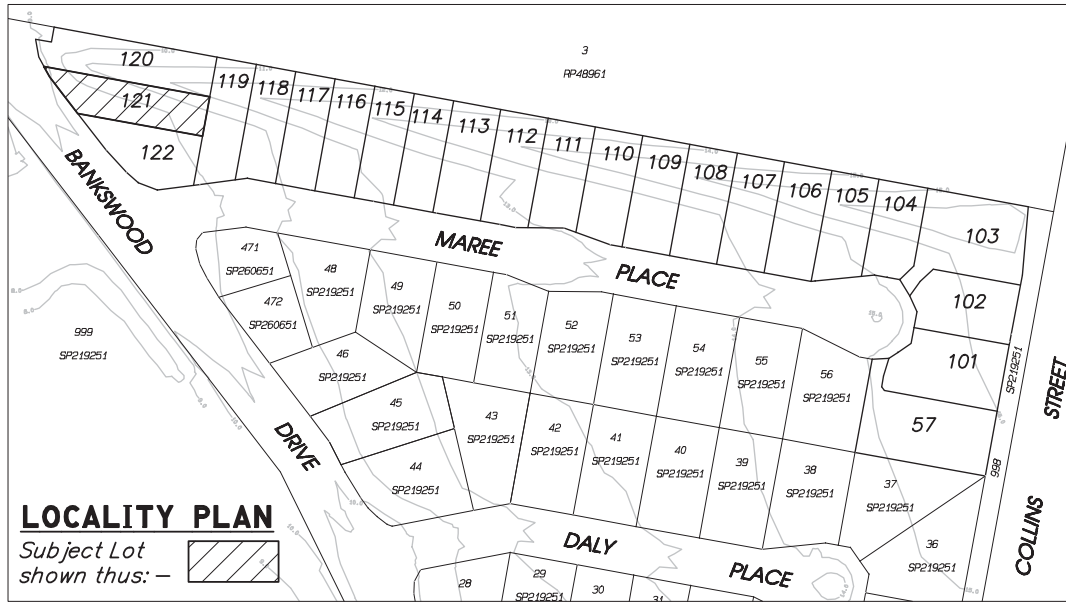 3
RP48961
120
121
122
119
118
117
116
115
114
113
112
111
110
109
108
107
106
105
104
103
102
101
57
BANKSWOOD
DRIVE
MAREE
PLACE
471
SP260651
472
SP260651
48
SP219251
49
SP219251
50
SP219251
51
SP219251
52
SP219251
53
SP219251
54
SP219251
55
SP219251
56
SP219251
46
SP219251
45
SP219251
44
SP219251
43
SP219251
42
SP219251
41
SP219251
40
SP219251
39
SP219251
38
SP219251
37
SP219251
36
SP219251
999
SP219251
998
SP219251
COLLINS
STREET
DALY
PLACE
28
29
SP219251
30
31
LOCALITY PLAN
Subject Lot
shown thus: –